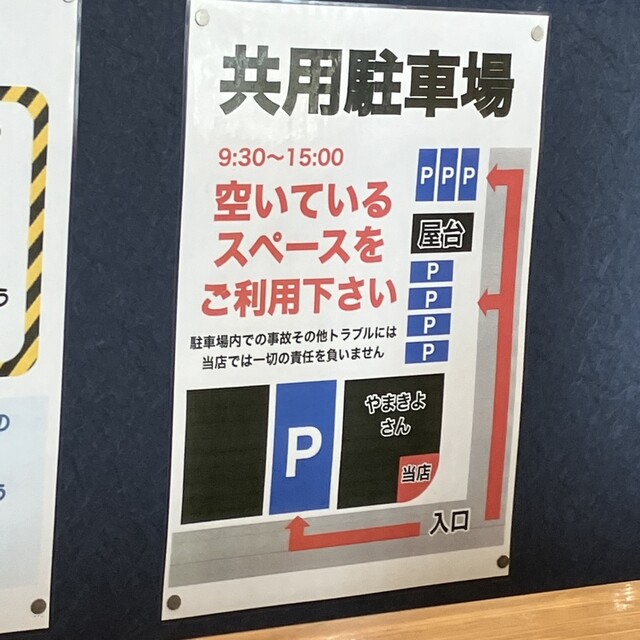 共用駐車場
9:30〜15:00
空いている
スペースを
ご利用下さい
駐車場内での事故その他トラブルには
当店では一切の責任を負いません
P P P
屋台
P
P
P
P
P
やまきよ
さん
当店
入口
う
の
う